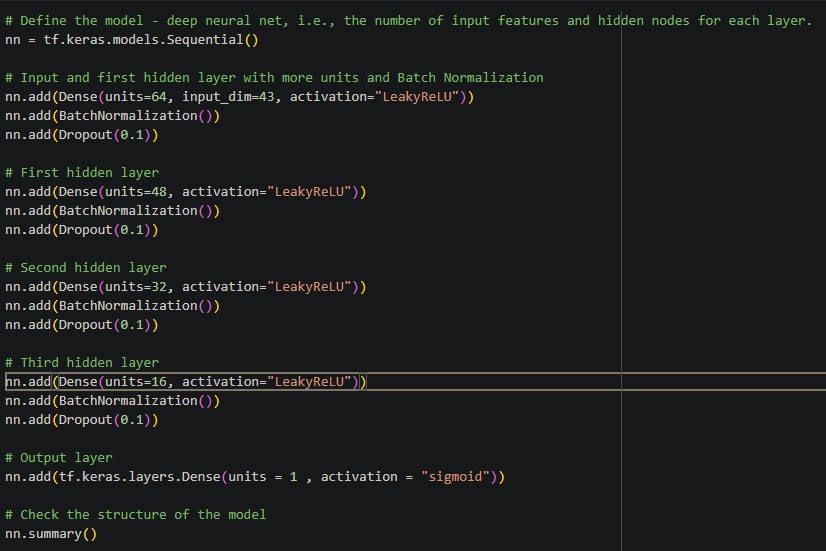 # Define the model - deep neural net, i.e., the number of input features and hidden nodes for each layer.
nn = tf.keras.models.Sequential()
# Input and first hidden layer with more units and Batch Normalization
nn.add(Dense(units=64, input_dim=43, activation="LeakyReLU"))
nn.add(BatchNormalization())
nn.add(Dropout(0.1))
# First hidden layer
nn.add(Dense(units=48, activation="LeakyReLU"))
nn.add(BatchNormalization())
nn.add(Dropout(0.1))
# Second hidden layer
nn.add(Dense(units=32, activation="LeakyReLU"))
nn.add(BatchNormalization())
nn.add(Dropout(0.1))
# Third hidden layer
nn.add(Dense(units=16, activation="LeakyReLU"))
nn.add(BatchNormalization())
nn.add(Dropout(0.1))
# Output layer
nn.add(tf.keras.layers.Dense(units = 1 , activation = "sigmoid"))
# Check the structure of the model
nn.summary()